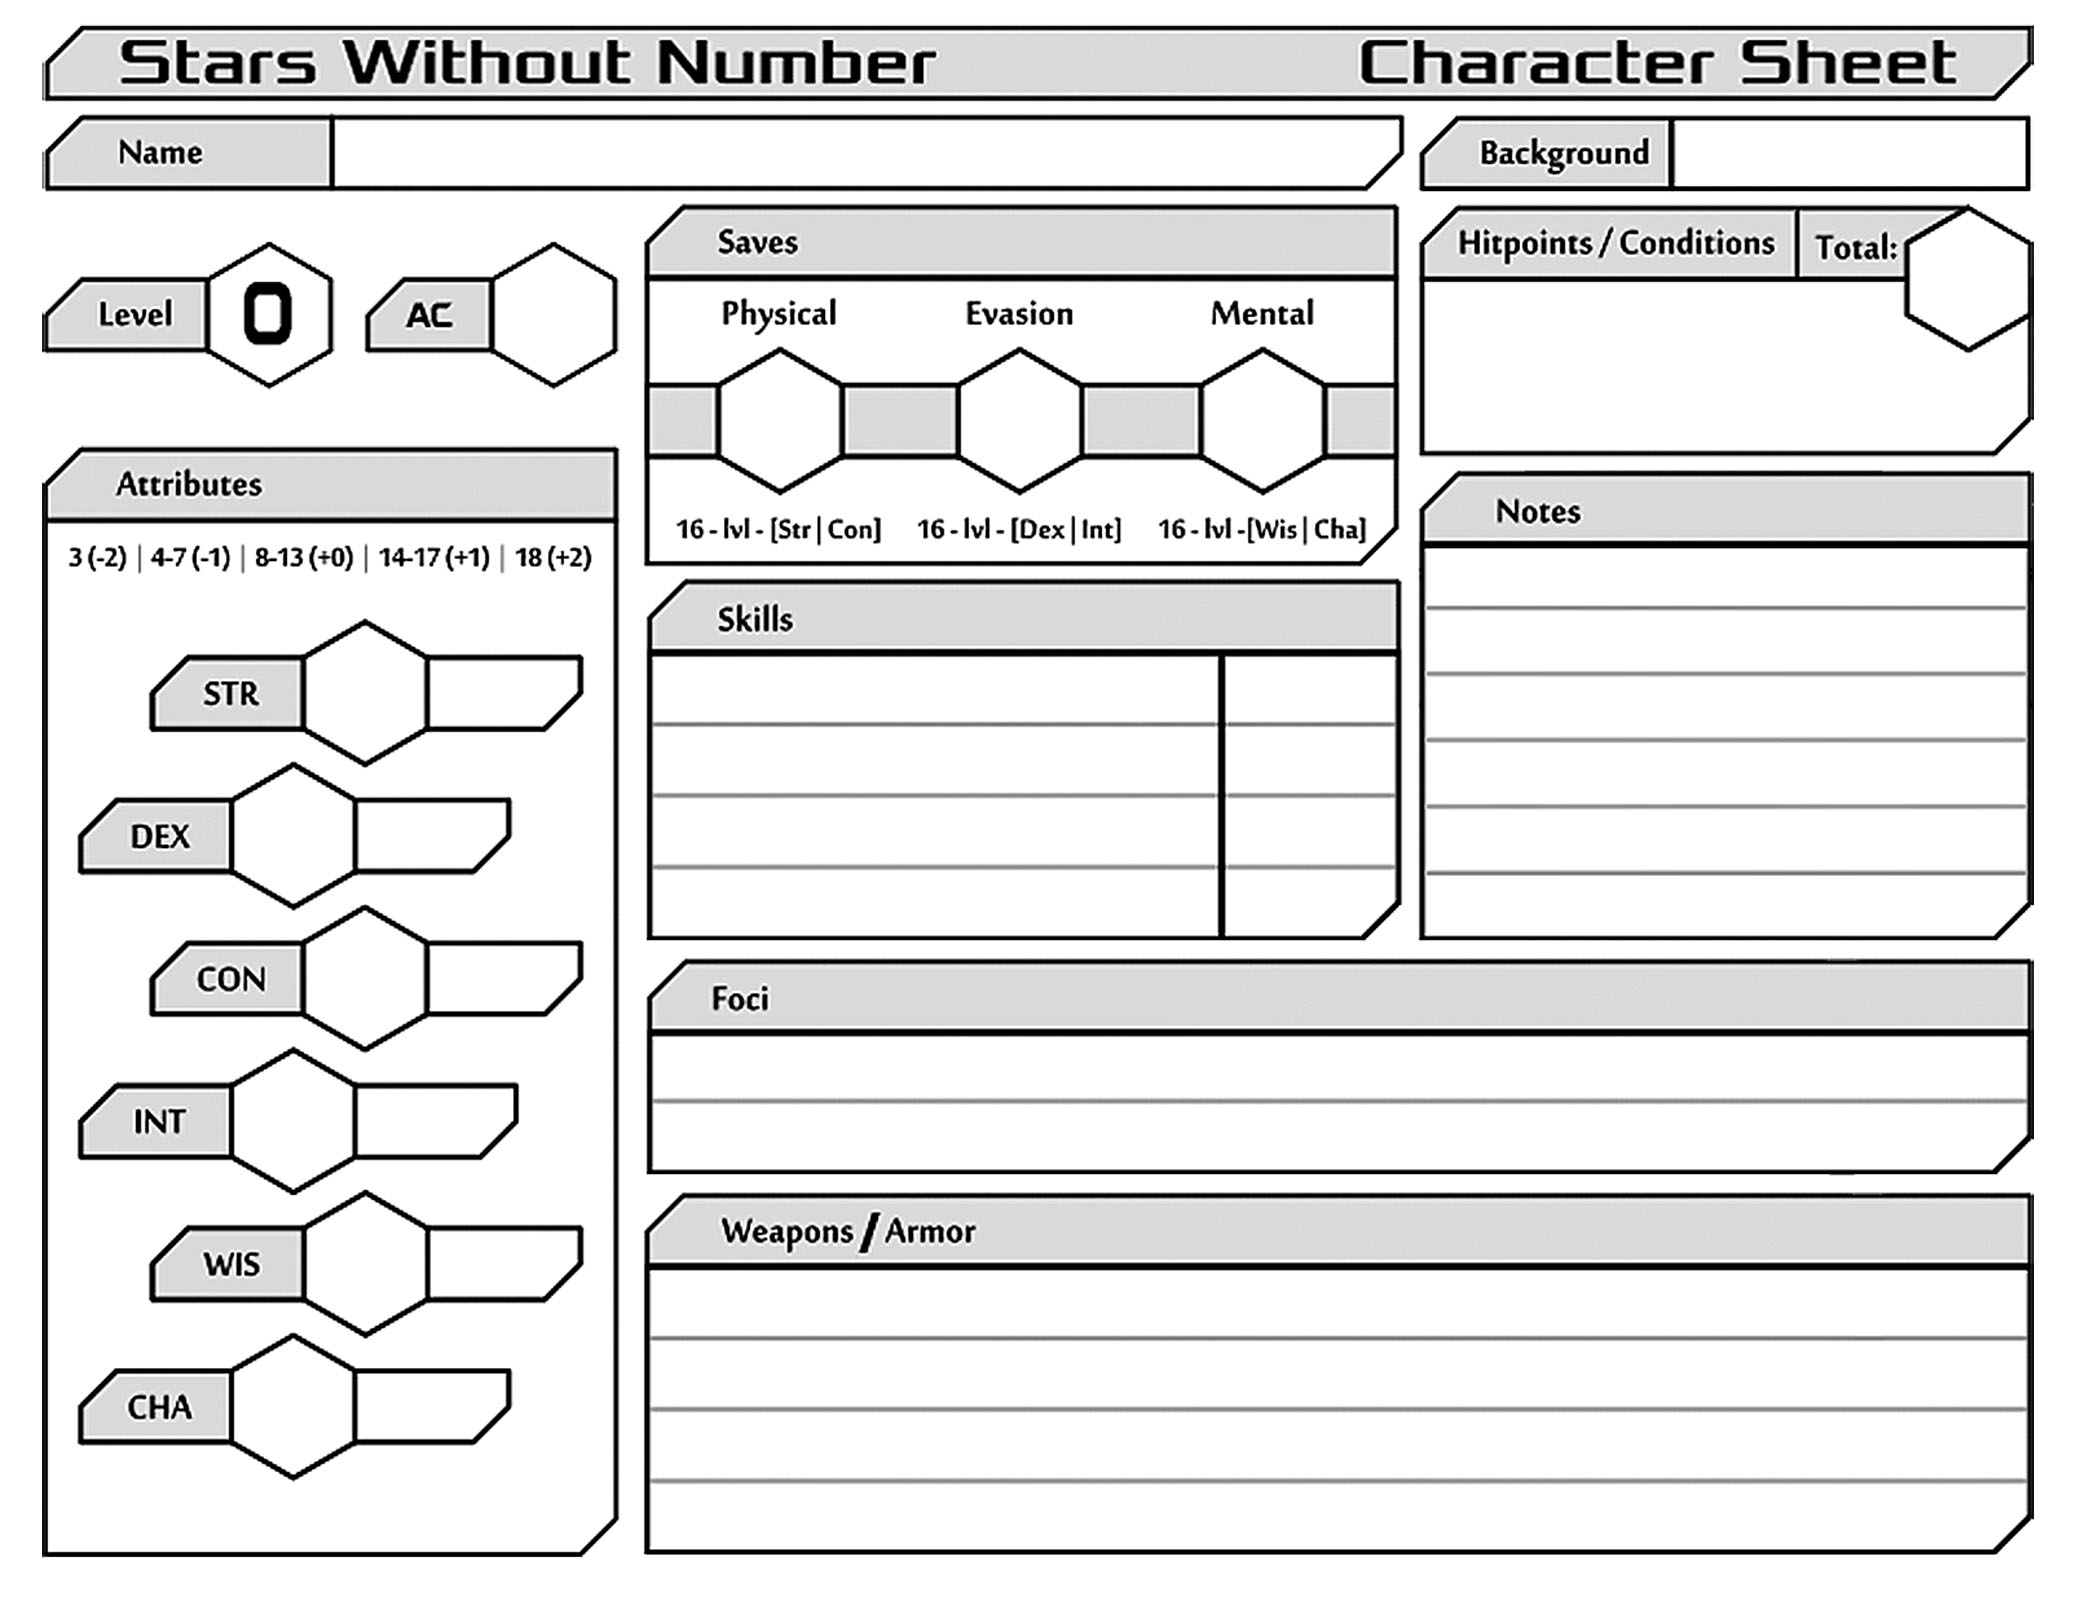 Stars Without Number Character Sheet
Name
Background
Level 0
AC
Saves
Physical Evasion Mental
16 - lvl - [Str | Con] 16 - lvl - [Dex | Int] 16 - lvl -[Wis | Cha]
Hitpoints / Conditions Total:
Attributes
3 (-2) | 4-7 (-1) | 8-13 (+0) | 14-17 (+1) | 18 (+2)
STR
DEX
CON
INT
WIS
CHA
Skills
Notes
Foci
Weapons / Armor